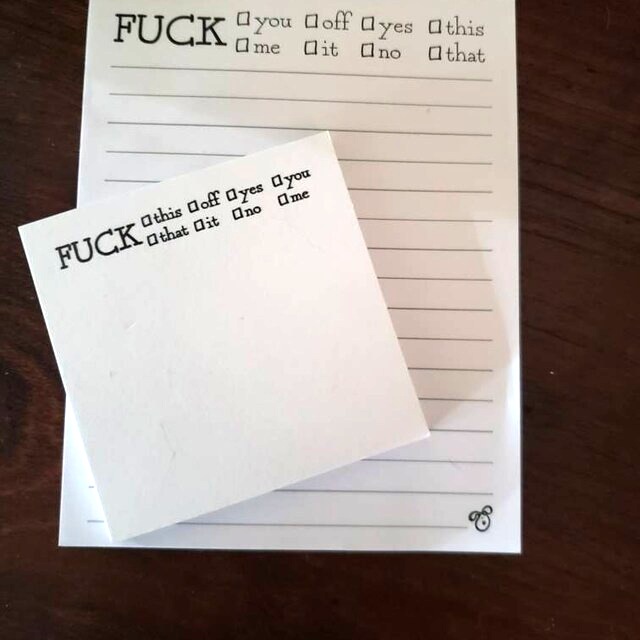 FUCK ☐ you ☐ off ☐ yes ☐ this
☐ me ☐ it ☐ no ☐ that
FUCK ☐ this ☐ off ☐ yes ☐ you
☐ that ☐ it ☐ no ☐ me